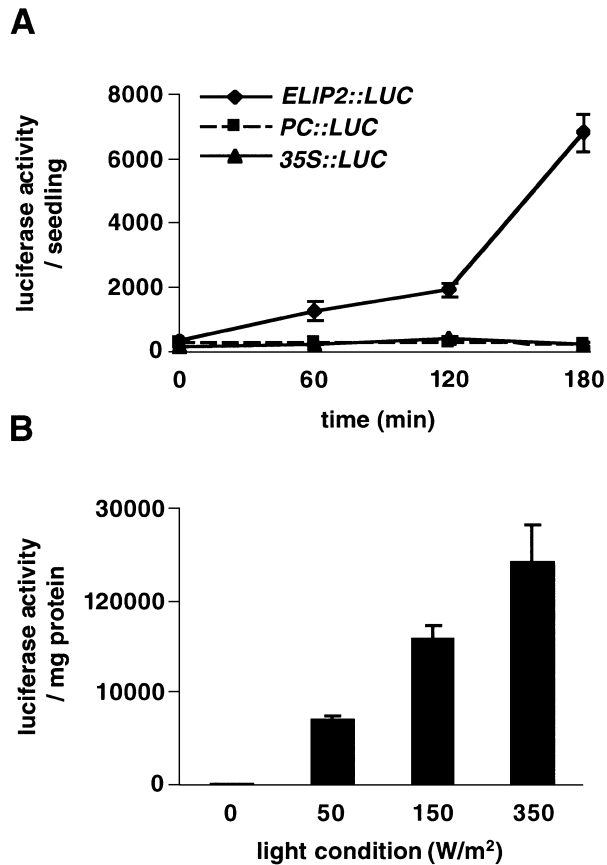 A
8000
6000
4000
2000
0
luciferase activity
/ seedling
ELIP2::LUC
PC::LUC
35S::LUC
0 60 120 180
time (min)
B
30000
120000
10000
0
luciferase activity
/ mg protein
0 50 150 350
light condition (W/m²)